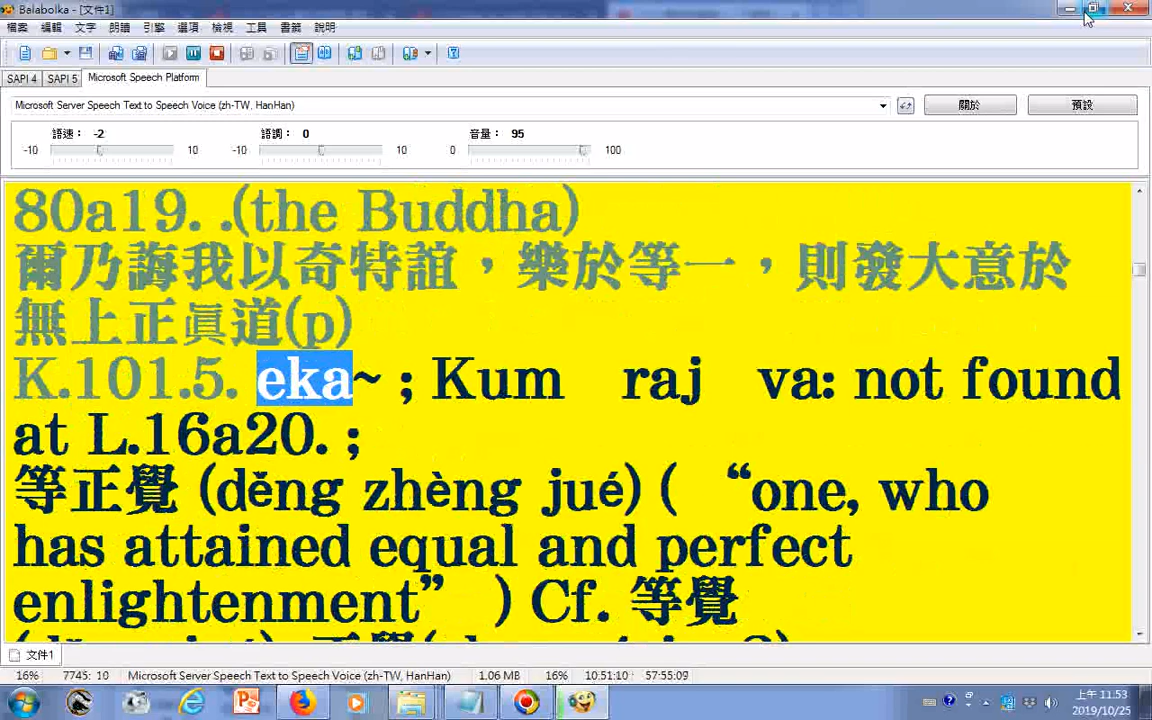 Balabolka - [文件1]
檔案 編輯 文字 朗讀 引擎 選項 檢視 工具 書籤 說明
SAPI 4 SAPI 5 Microsoft Speech Platform
Microsoft Server Speech Text to Speech Voice (zh-TW, HanHan) 關於 預設
語速： -2 語調： 0 音量： 95
-10 10 -10 10 0 100
80a19. .(the Buddha)
爾乃誨我以奇特誼，樂於等一，則發大意於
無上正眞道(p)
K.101.5. eka~ ; Kum raj va: not found
at L.16a20. ;
等正覺 (děng zhèng jué) ( “one, who
has attained equal and perfect
enlightenment” ) Cf. 等覺
文件1
16% 7745: 10 Microsoft Server Speech Text to Speech Voice (zh-TW, HanHan) 1.06 MB 16% 10:51:10 57:55:09
上午 11:53
2019/10/25